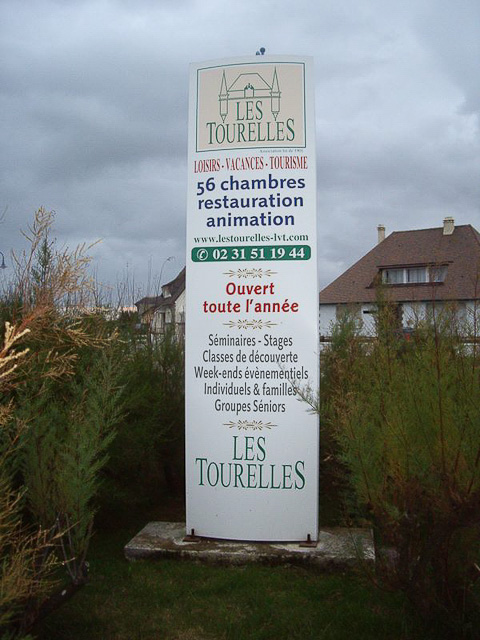 LES
TOURELLES
LOISIRS - VACANCES - TOURISME
56 chambres
restauration
animation
www.lestourelles-lvt.com
✆ 02 31 51 19 44
Ouvert
toute l'année
Séminaires - Stages
Classes de découverte
Week-ends évènementiels
Individuels & familles
Groupes Séniors
LES
TOURELLES